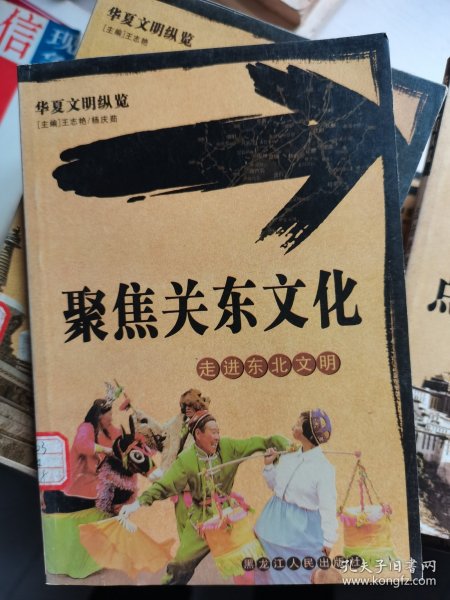 信
现
华夏文明纵览
[主编]王志艳
华夏文明纵览
[主编]王志艳/杨庆茹
聚焦关东文化
走进东北文明
黑龙江人民出版社
孔夫子旧书网